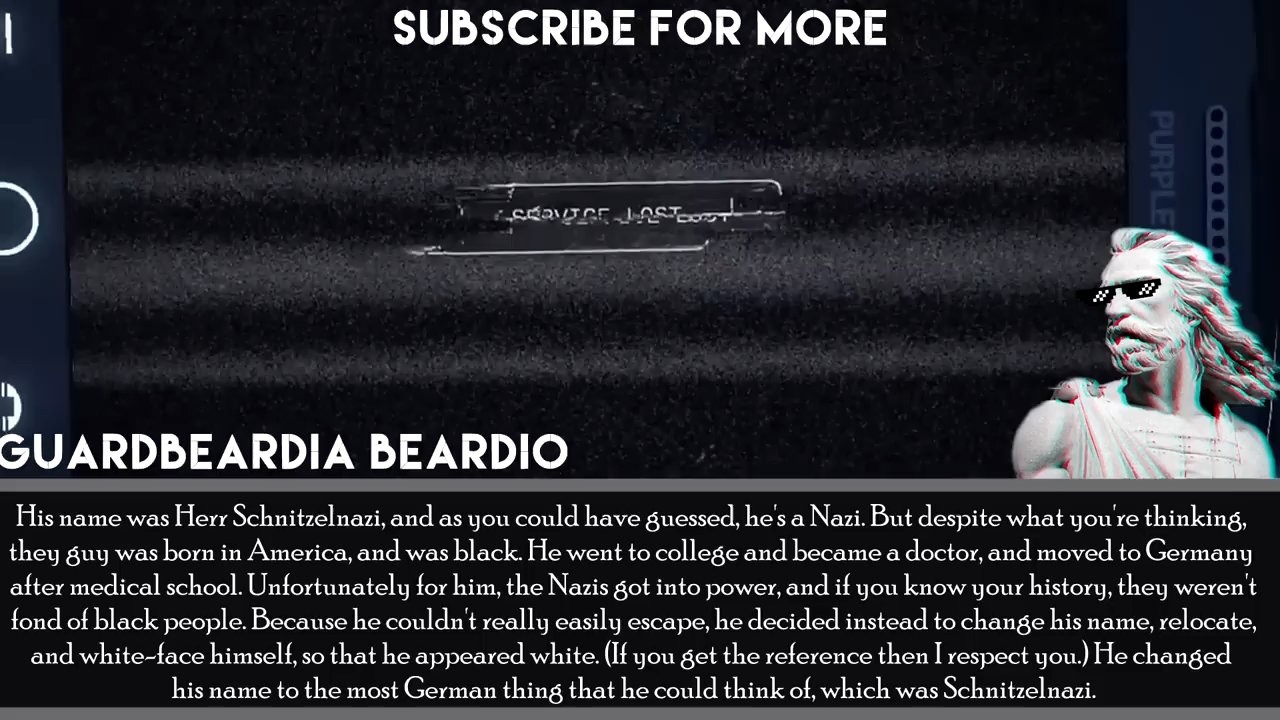 SUBSCRIBE FOR MORE
PURPLE
SERVICE LOST
GUARDBEARDIA BEARDIO
His name was Herr Schnitzelnazi, and as you could have guessed, he's a Nazi. But despite what you're thinking,
they guy was born in America, and was black. He went to college and became a doctor, and moved to Germany
after medical school. Unfortunately for him, the Nazis got into power, and if you know your history, they weren't
fond of black people. Because he couldn't really easily escape, he decided instead to change his name, relocate,
and white-face himself, so that he appeared white. (If you get the reference then I respect you.) He changed
his name to the most German thing that he could think of, which was Schnitzelnazi.